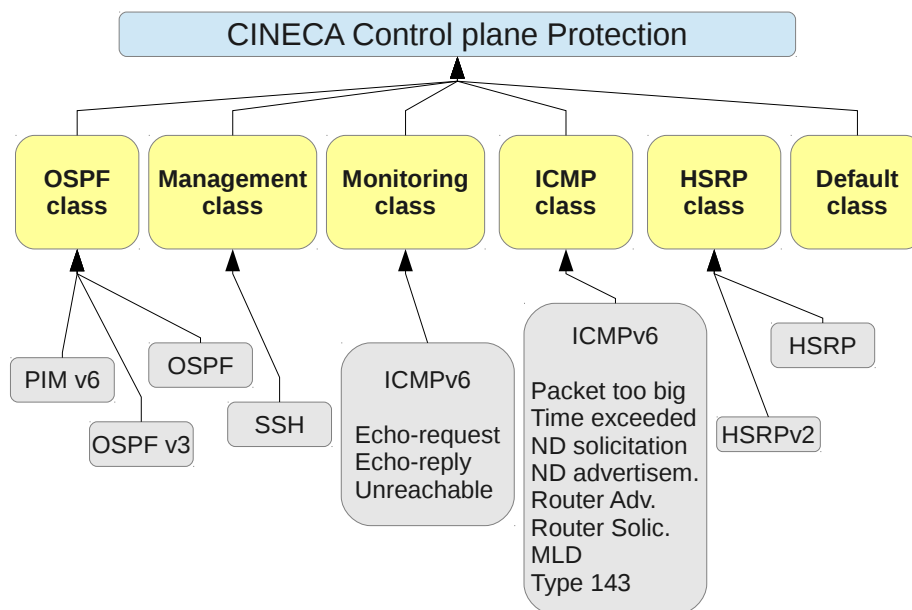 CINECA Control plane Protection
OSPF
class
Management
class
Monitoring
class
ICMP
class
HSRP
class
Default
class
PIM v6
OSPF v3
OSPF
SSH
ICMPv6
Echo-request
Echo-reply
Unreachable
ICMPv6
Packet too big
Time exceeded
ND solicitation
ND advertisem.
Router Adv.
Router Solic.
MLD
Type 143
HSRPv2
HSRP